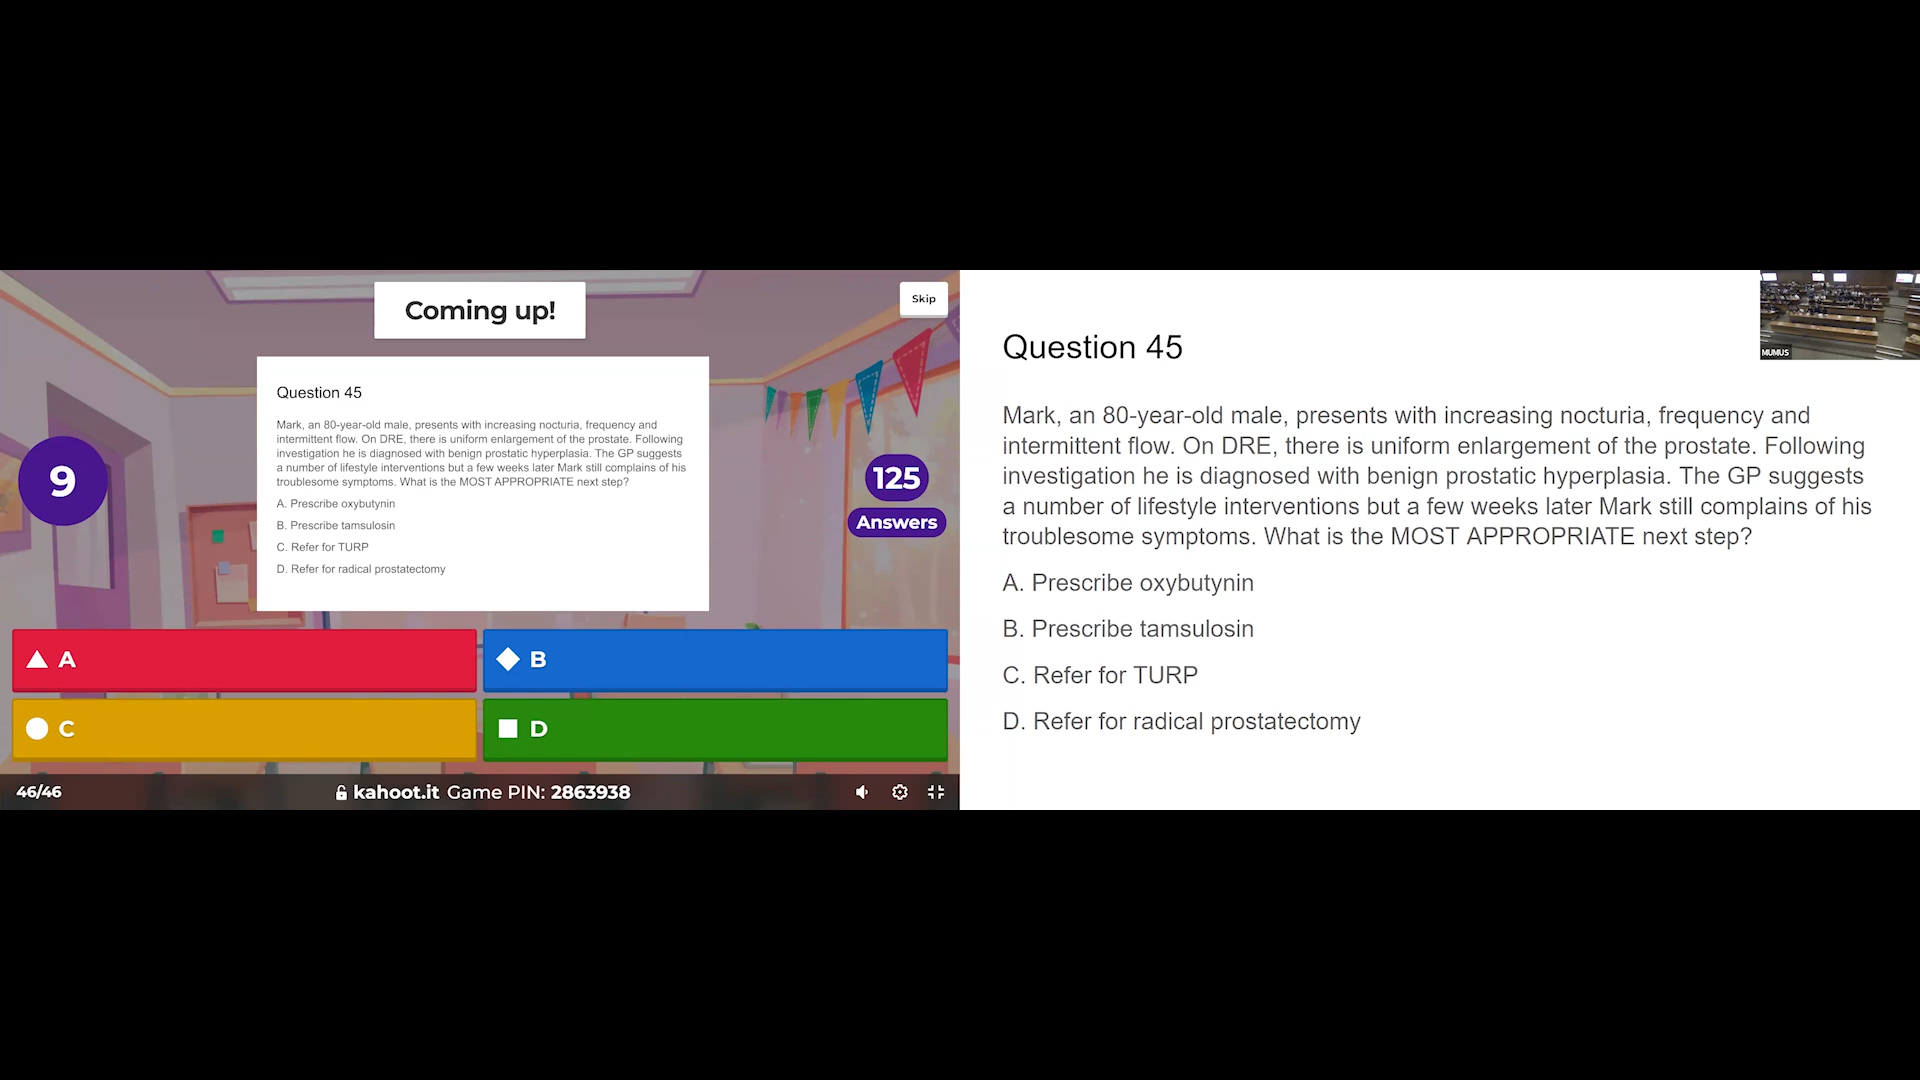 Coming up!
Skip
Question 45
Mark, an 80-year-old male, presents with increasing nocturia, frequency and
intermittent flow. On DRE, there is uniform enlargement of the prostate. Following
investigation he is diagnosed with benign prostatic hyperplasia. The GP suggests
a number of lifestyle interventions but a few weeks later Mark still complains of his
troublesome symptoms. What is the MOST APPROPRIATE next step?
A. Prescribe oxybutynin
B. Prescribe tamsulosin
C. Refer for TURP
D. Refer for radical prostatectomy
9
125
Answers
A
B
C
D
46/46
kahoot.it Game PIN: 2863938
Question 45
MUMUS
Mark, an 80-year-old male, presents with increasing nocturia, frequency and
intermittent flow. On DRE, there is uniform enlargement of the prostate. Following
investigation he is diagnosed with benign prostatic hyperplasia. The GP suggests
a number of lifestyle interventions but a few weeks later Mark still complains of his
troublesome symptoms. What is the MOST APPROPRIATE next step?
A. Prescribe oxybutynin
B. Prescribe tamsulosin
C. Refer for TURP
D. Refer for radical prostatectomy